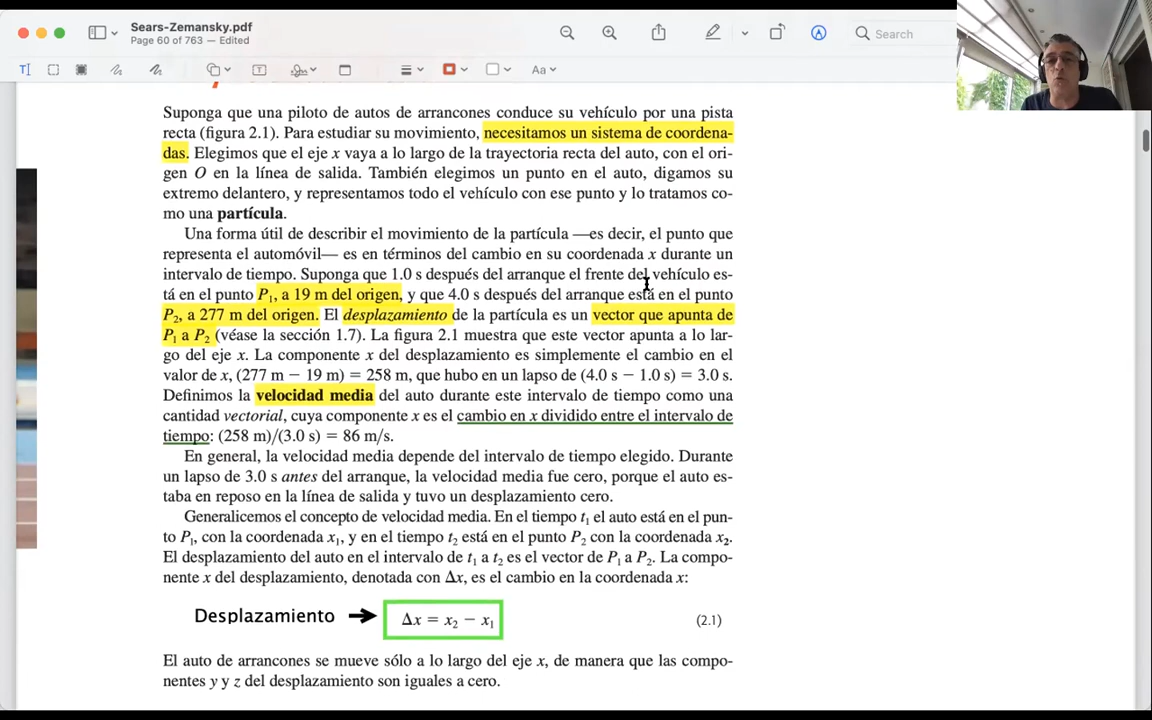 Sears-Zemansky.pdf
Page 60 of 763 — Edited
Search
Aa
Suponga que una piloto de autos de arrancones conduce su vehículo por una pista
recta (figura 2.1). Para estudiar su movimiento, necesitamos un sistema de coordena-
das. Elegimos que el eje x vaya a lo largo de la trayectoria recta del auto, con el ori-
gen O en la línea de salida. También elegimos un punto en el auto, digamos su
extremo delantero, y representamos todo el vehículo con ese punto y lo tratamos co-
mo una partícula.
Una forma útil de describir el movimiento de la partícula —es decir, el punto que
representa el automóvil— es en términos del cambio en su coordenada x durante un
intervalo de tiempo. Suponga que 1.0 s después del arranque el frente del vehículo es-
tá en el punto P₁, a 19 m del origen, y que 4.0 s después del arranque está en el punto
P₂, a 277 m del origen. El desplazamiento de la partícula es un vector que apunta de
P₁ a P₂ (véase la sección 1.7). La figura 2.1 muestra que este vector apunta a lo lar-
go del eje x. La componente x del desplazamiento es simplemente el cambio en el
valor de x, (277 m − 19 m) = 258 m, que hubo en un lapso de (4.0 s − 1.0 s) = 3.0 s.
Definimos la velocidad media del auto durante este intervalo de tiempo como una
cantidad vectorial, cuya componente x es el cambio en x dividido entre el intervalo de
tiempo: (258 m)/(3.0 s) = 86 m/s.
En general, la velocidad media depende del intervalo de tiempo elegido. Durante
un lapso de 3.0 s antes del arranque, la velocidad media fue cero, porque el auto es-
taba en reposo en la línea de salida y tuvo un desplazamiento cero.
Generalicemos el concepto de velocidad media. En el tiempo t₁ el auto está en el pun-
to P₁, con la coordenada x₁, y en el tiempo t₂ está en el punto P₂ con la coordenada x₂.
El desplazamiento del auto en el intervalo de t₁ a t₂ es el vector de P₁ a P₂. La compo-
nente x del desplazamiento, denotada con Δx, es el cambio en la coordenada x:
Desplazamiento → Δx = x₂ − x₁ (2.1)
El auto de arrancones se mueve sólo a lo largo del eje x, de manera que las compo-
nentes y y z del desplazamiento son iguales a cero.